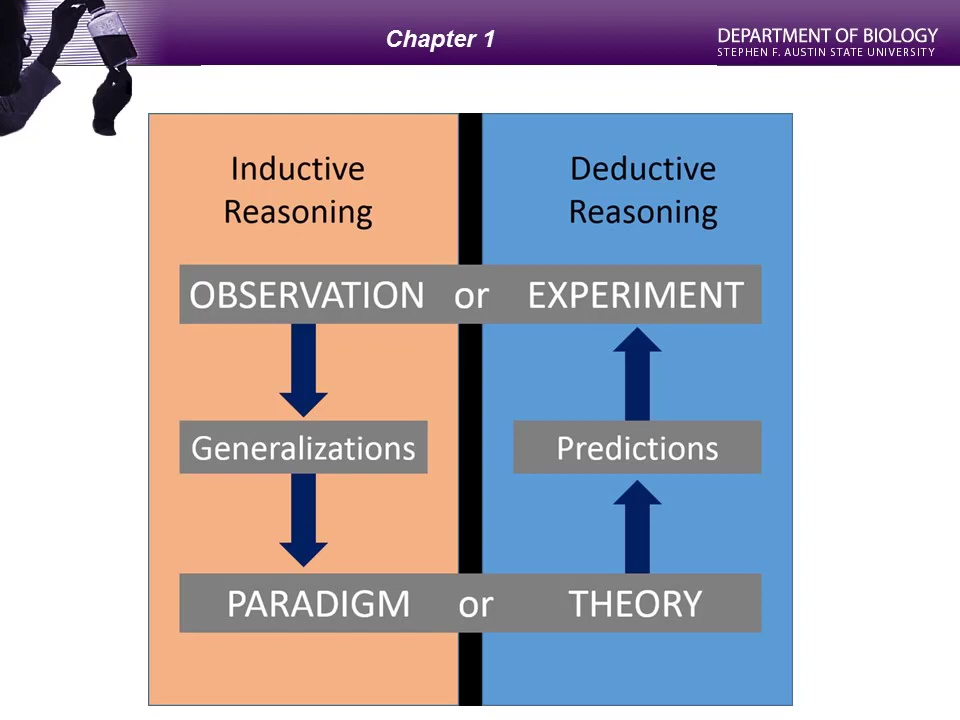 Chapter 1
DEPARTMENT OF BIOLOGY
STEPHEN F. AUSTIN STATE UNIVERSITY
Inductive
Reasoning
Deductive
Reasoning
OBSERVATION or EXPERIMENT
Generalizations
Predictions
PARADIGM or THEORY